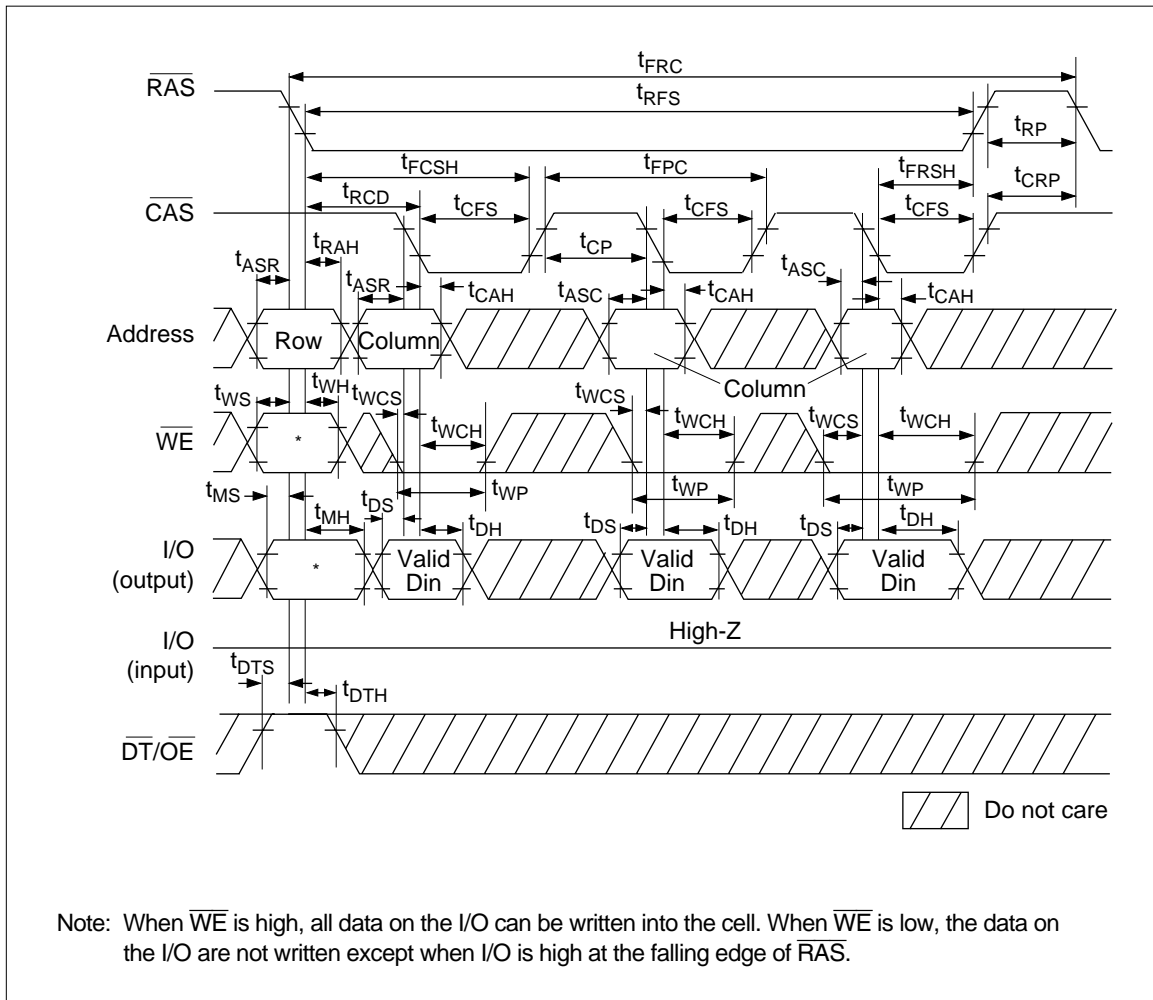 tFRC
RAS
tRFS
tRP
tFCSH
tFPC
tFRSH
tRCD
tCRP
CAS
tCFS
tCFS
tCFS
tRAH
tCP
tASR
tASR
tCAH
tASC
tCAH
tASC
tCAH
Address
Row
Column
Column
tWS
tWH
tWCS
tWCS
tWCS
tWCH
tWCH
tWCH
WE
*
tMS
tMH
tDS
tWP
tWP
tWP
tDH
tDS
tDH
tDS
tDH
I/O
(output)
*
Valid
Din
Valid
Din
Valid
Din
I/O
(input)
High-Z
tDTS
tDTH
DT/OE
Do not care
Note: When WE is high, all data on the I/O can be written into the cell. When WE is low, the data on
the I/O are not written except when I/O is high at the falling edge of RAS.